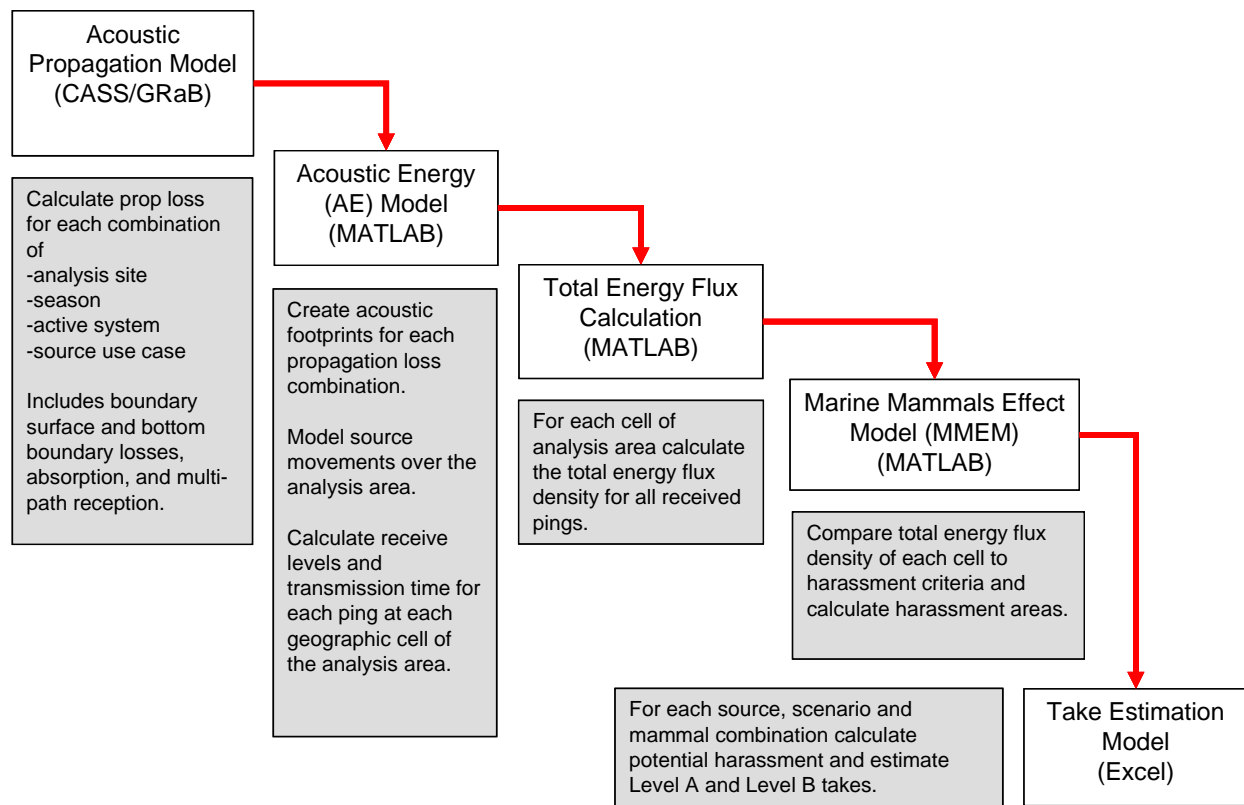 Acoustic
Propagation Model
(CASS/GRaB)
Calculate prop loss
for each combination
of
-analysis site
-season
-active system
-source use case
Includes boundary
surface and bottom
boundary losses,
absorption, and multi-
path reception.
Acoustic Energy
(AE) Model
(MATLAB)
Create acoustic
footprints for each
propagation loss
combination.
Model source
movements over the
analysis area.
Calculate receive
levels and
transmission time for
each ping at each
geographic cell of
the analysis area.
Total Energy Flux
Calculation
(MATLAB)
For each cell of
analysis area calculate
the total energy flux
density for all received
pings.
Marine Mammals Effect
Model (MMEM)
(MATLAB)
Compare total energy flux
density of each cell to
harassment criteria and
calculate harassment areas.
For each source, scenario and
mammal combination calculate
potential harassment and estimate
Level A and Level B takes.
Take Estimation
Model
(Excel)